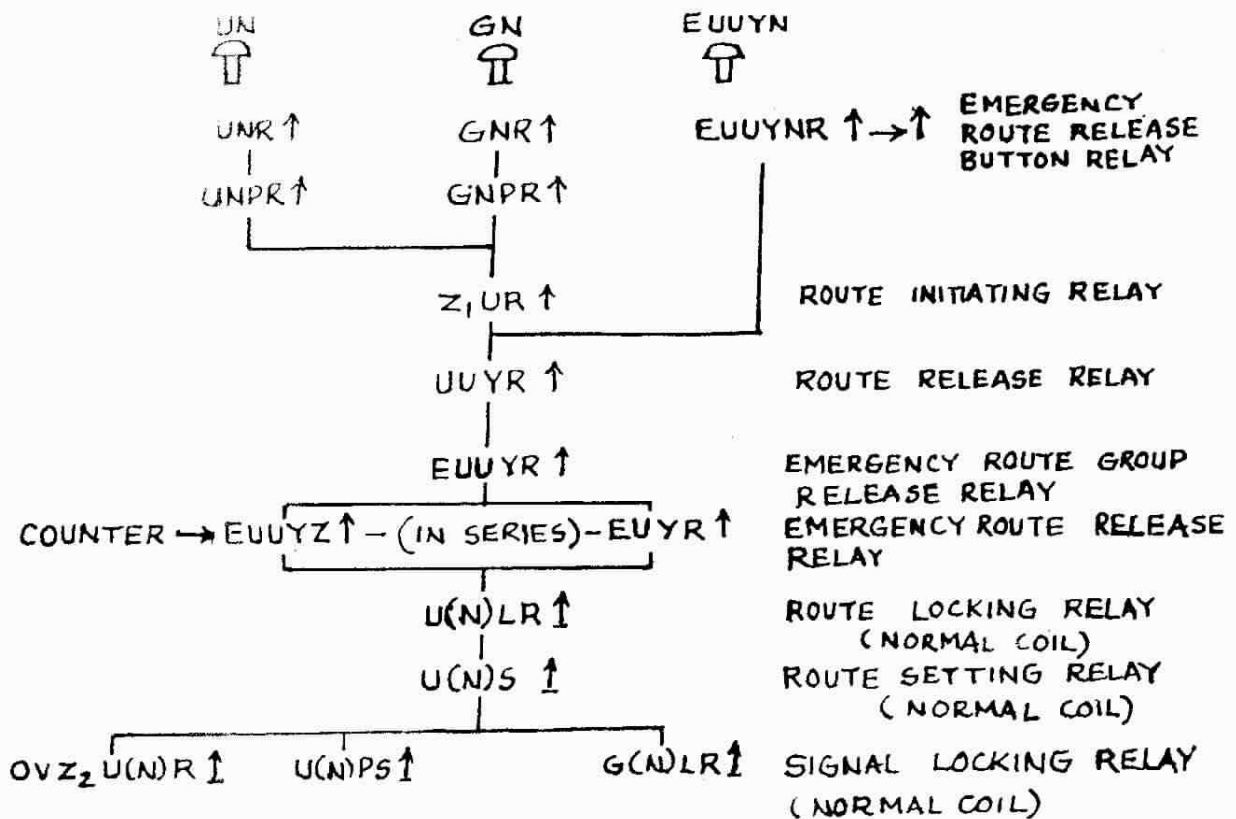 UN GN EUUYN
UNR ↑ GNR ↑ EUUYNR ↑ → ↑ EMERGENCY
ROUTE RELEASE
BUTTON RELAY
UNPR ↑ GNPR ↑
Z₁UR ↑ ROUTE INITIATING RELAY
UUYR ↑ ROUTE RELEASE RELAY
EUUYR ↑ EMERGENCY ROUTE GROUP
RELEASE RELAY
COUNTER → EUUYZ ↑ - (IN SERIES) - EUYR ↑ EMERGENCY ROUTE RELEASE
RELAY
U(N)LR ↑ ROUTE LOCKING RELAY
(NORMAL COIL)
U(N)S ↑ ROUTE SETTING RELAY
(NORMAL COIL)
OVZ₂ U(N)R ↑ U(N)PS ↑ G(N)LR ↑ SIGNAL LOCKING RELAY
(NORMAL COIL)